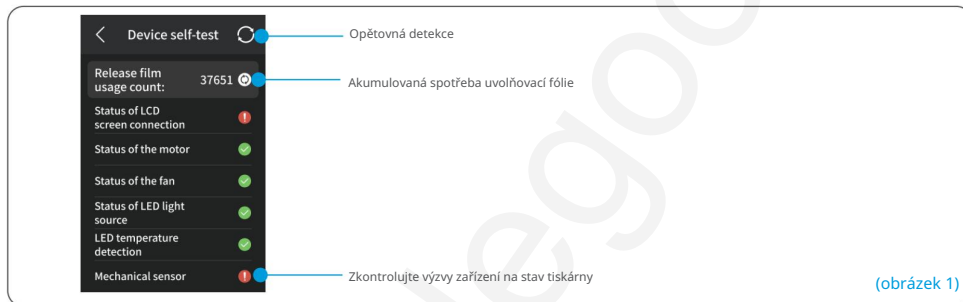 Device self-test
Opětovná detekce
Release film
usage count:
37651
Akumulovaná spotřeba uvolňovací fólie
Status of LCD
screen connection
Status of the motor
Status of the fan
Status of LED light
source
LED temperature
detection
Mechanical sensor
Zkontrolujte výzvy zařízení na stav tiskárny
(obrázek 1)